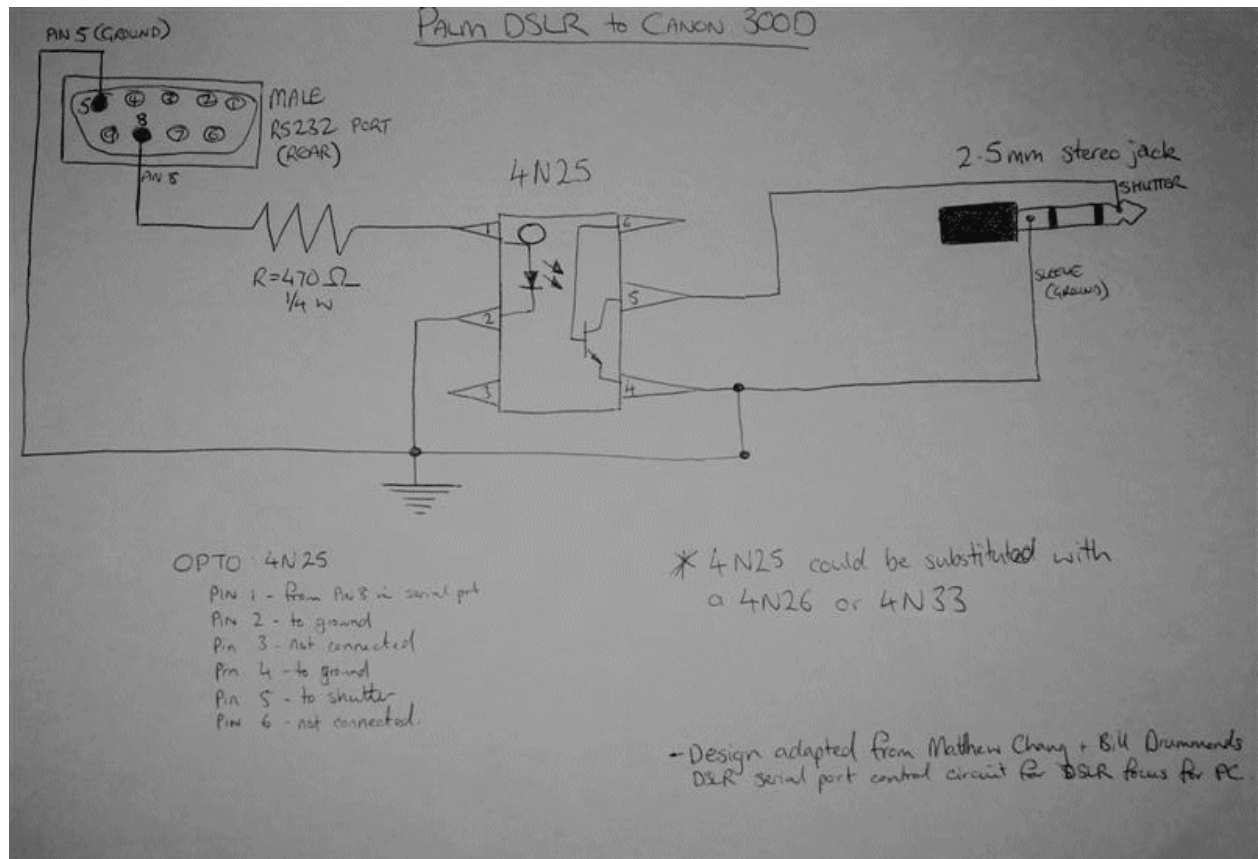 PALM DSLR to CANON 300D
PIN 5 (GROUND)
5 4 3 2 1
9 8 7 6
MALE
RS232 PORT
(REAR)
PIN 8
R=470Ω
1/4 W
4N25
1
2
3
6
5
4
2.5mm stereo jack
SHUTTER
SLEEVE
(GROUND)
OPTO : 4N25
PIN 1 - from PIN 8 in serial port
PIN 2 - to ground
Pin 3 - not connected
Pin 4 - to ground
Pin 5 - to shutter
PIN 6 - not connected.
* 4N25 could be substituted with
a 4N26 or 4N33
- Design adapted from Matthew Chang + Bill Drummonds
DSLR serial port control circuit for DSLR focus for PC.